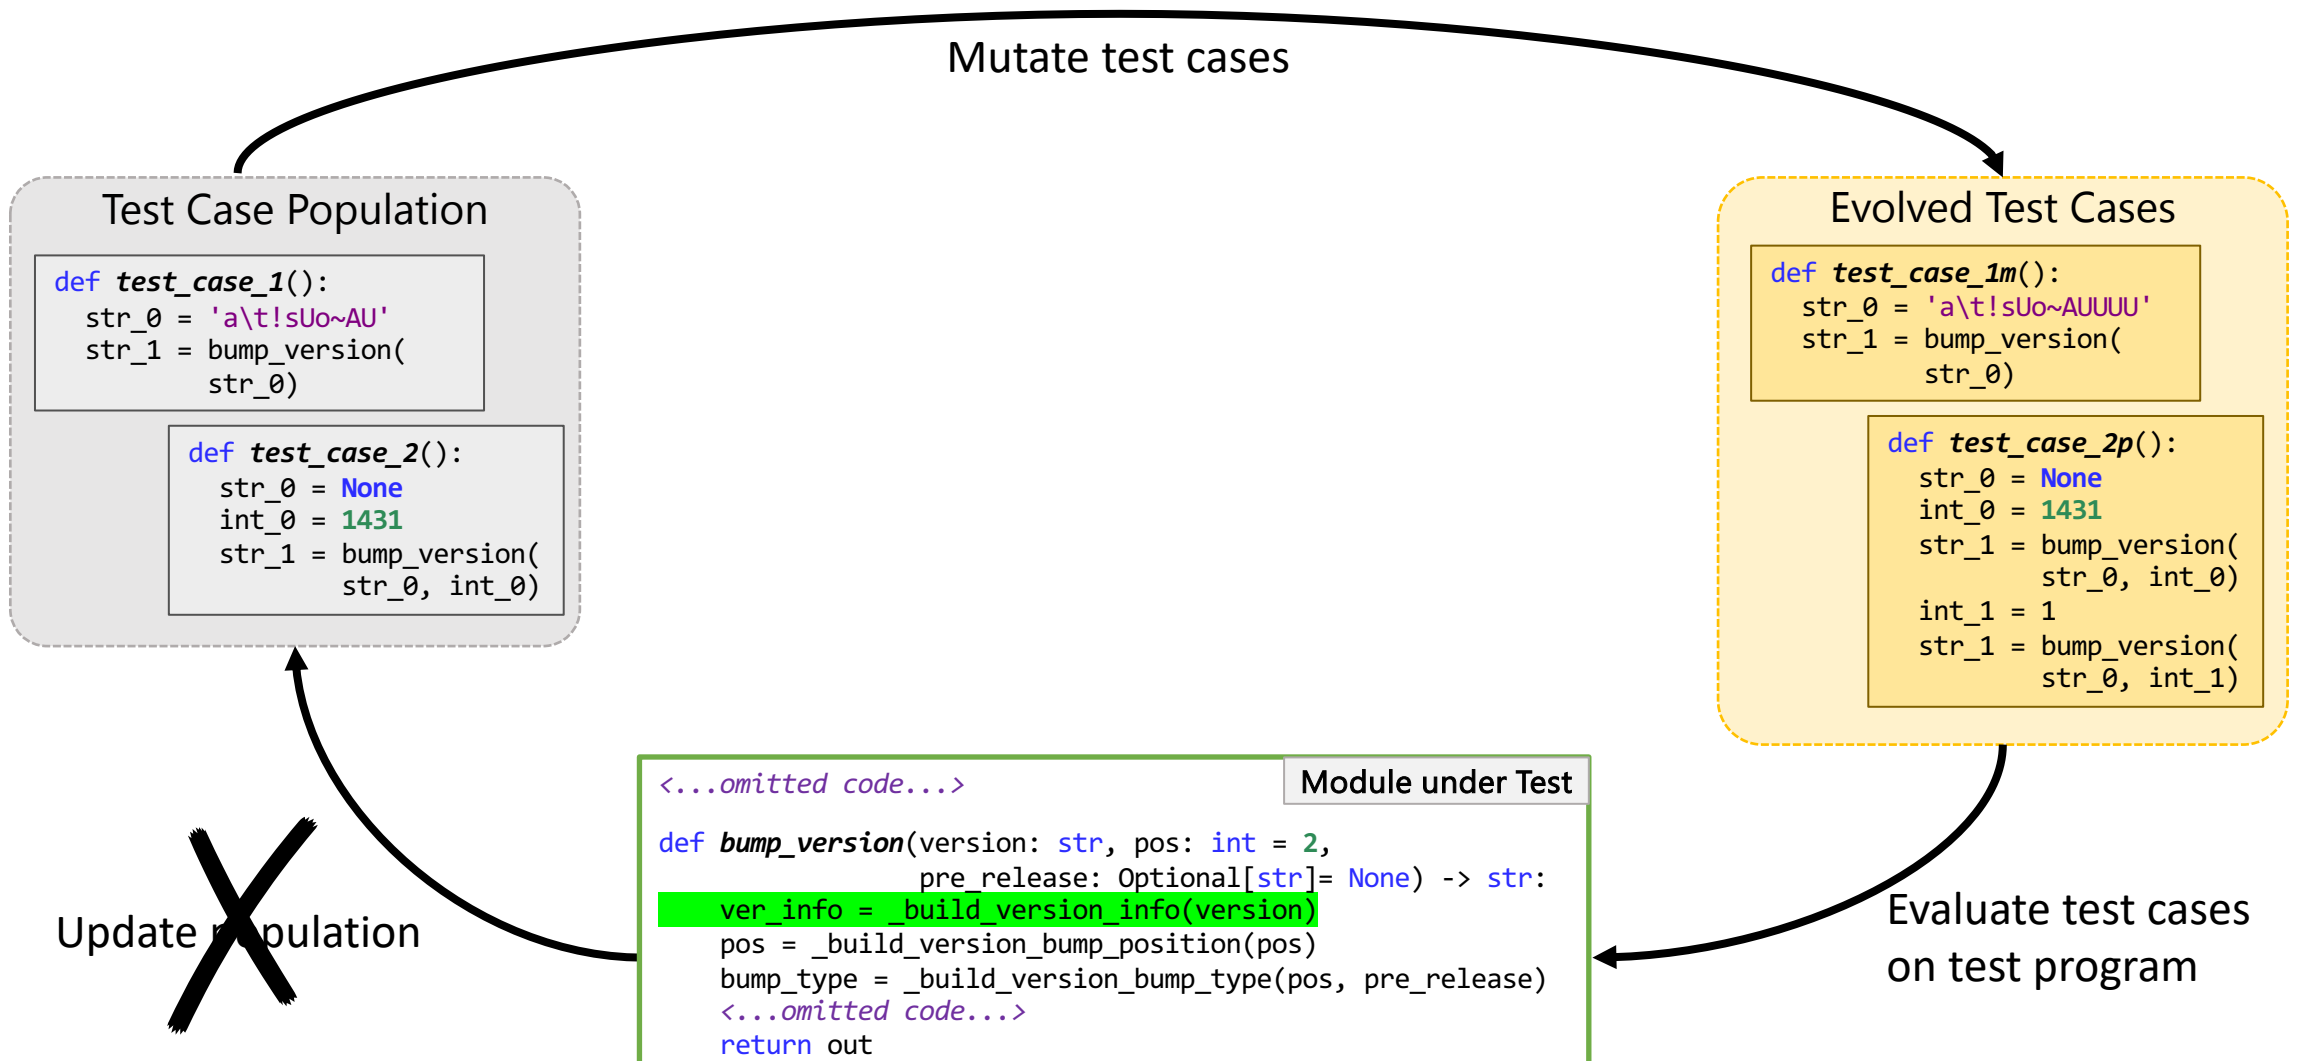 Mutate test cases
Test Case Population
def test_case_1():
str_0 = 'a\t!sUo~AU'
str_1 = bump_version(
str_0)
def test_case_2():
str_0 = None
int_0 = 1431
str_1 = bump_version(
str_0, int_0)
Evolved Test Cases
def test_case_1m():
str_0 = 'a\t!sUo~AUUUU'
str_1 = bump_version(
str_0)
def test_case_2p():
str_0 = None
int_0 = 1431
str_1 = bump_version(
str_0, int_0)
int_1 = 1
str_1 = bump_version(
str_0, int_1)
Update population
<...omitted code...>
Module under Test
def bump_version(version: str, pos: int = 2,
pre_release: Optional[str]= None) -> str:
ver_info = _build_version_info(version)
pos = _build_version_bump_position(pos)
bump_type = _build_version_bump_type(pos, pre_release)
<...omitted code...>
return out
Evaluate test cases
on test program